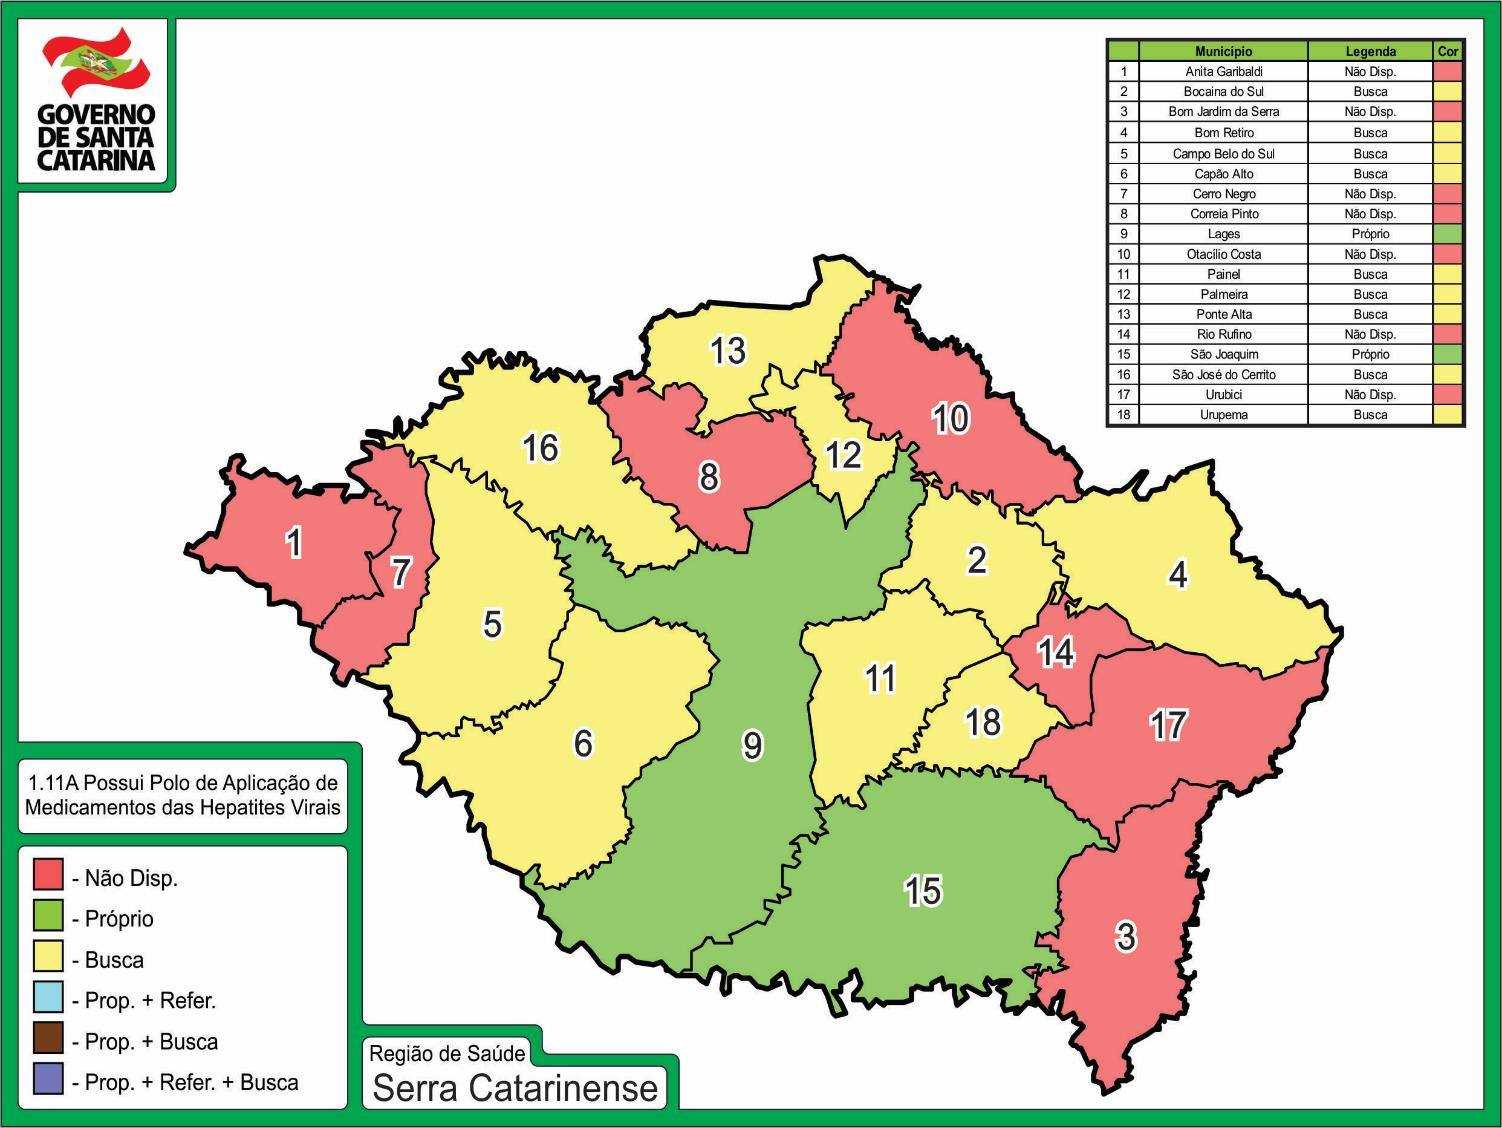 GOVERNO
DE SANTA
CATARINA
Município Legenda Cor
1 Anita Garibaldi Não Disp.
2 Bocaina do Sul Busca
3 Bom Jardim da Serra Não Disp.
4 Bom Retiro Busca
5 Campo Belo do Sul Busca
6 Capão Alto Busca
7 Cerro Negro Não Disp.
8 Correia Pinto Não Disp.
9 Lages Próprio
10 Otacílio Costa Não Disp.
11 Painel Busca
12 Palmeira Busca
13 Ponte Alta Busca
14 Rio Rufino Não Disp.
15 São Joaquim Próprio
16 São José do Cerrito Busca
17 Urubici Não Disp.
18 Urupema Busca
13
10
16
12
8
1
2
7
4
5
14
11
18
17
6
9
15
3
1.11A Possui Polo de Aplicação de
Medicamentos das Hepatites Virais
- Não Disp.
- Próprio
- Busca
- Prop. + Refer.
- Prop. + Busca
- Prop. + Refer. + Busca
Região de Saúde
Serra Catarinense